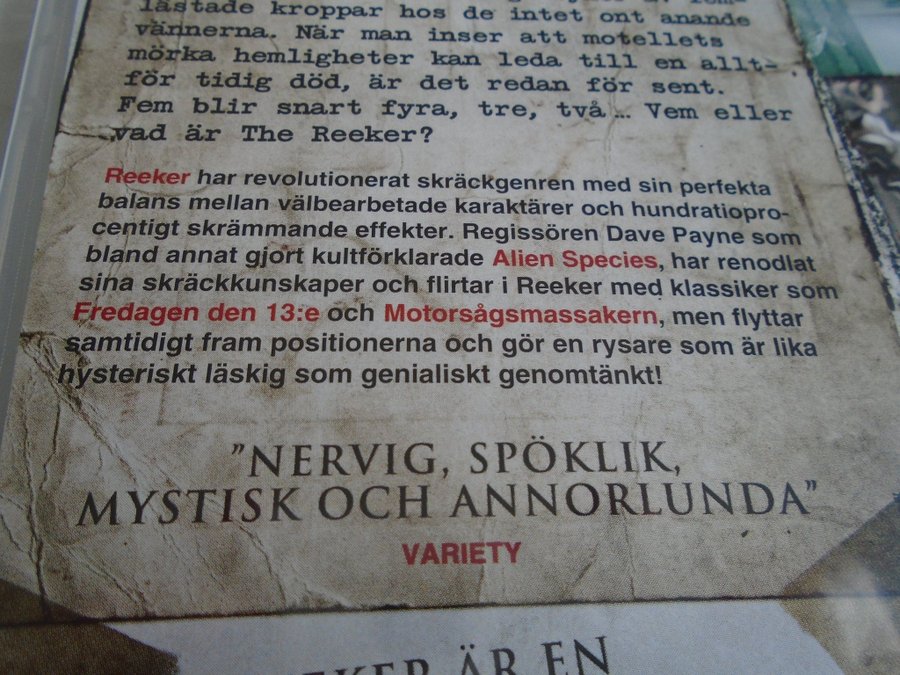 lästade kroppar hos de intet ont anande
vännerna. När man inser att motellets
mörka hemligheter kan leda till en allt-
för tidig död, är det redan för sent.
Fem blir snart fyra, tre, två… Vem eller
vad är The Reeker?
Reeker har revolutionerat skräckgenren med sin perfekta
balans mellan välbearbetade karaktärer och hundratiopro-
centigt skrämmande effekter. Regissören Dave Payne som
bland annat gjort kultförklarade Alien Species, har renodlat
sina skräckkunskaper och flirtar i Reeker med klassiker som
Fredagen den 13:e och Motorsågsmassakern, men flyttar
samtidigt fram positionerna och gör en rysare som är lika
hysteriskt läskig som genialiskt genomtänkt!
”NERVIG, SPÖKLIK,
MYSTISK OCH ANNORLUNDA”
VARIETY
EKER ÄR EN